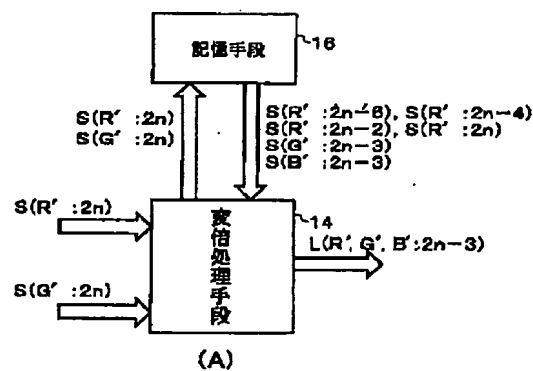 記憶手段
16
S(R′ :2n)
S(G′ :2n)
S(R′ :2n-6), S(R′ :2n-4)
S(R′ :2n-2), S(R′ :2n)
S(G′ :2n-3)
S(B′ :2n-3)
S(R′ :2n)
S(G′ :2n)
変倍処理手段
14
L(R′, G′, B′ :2n-3)
(A)